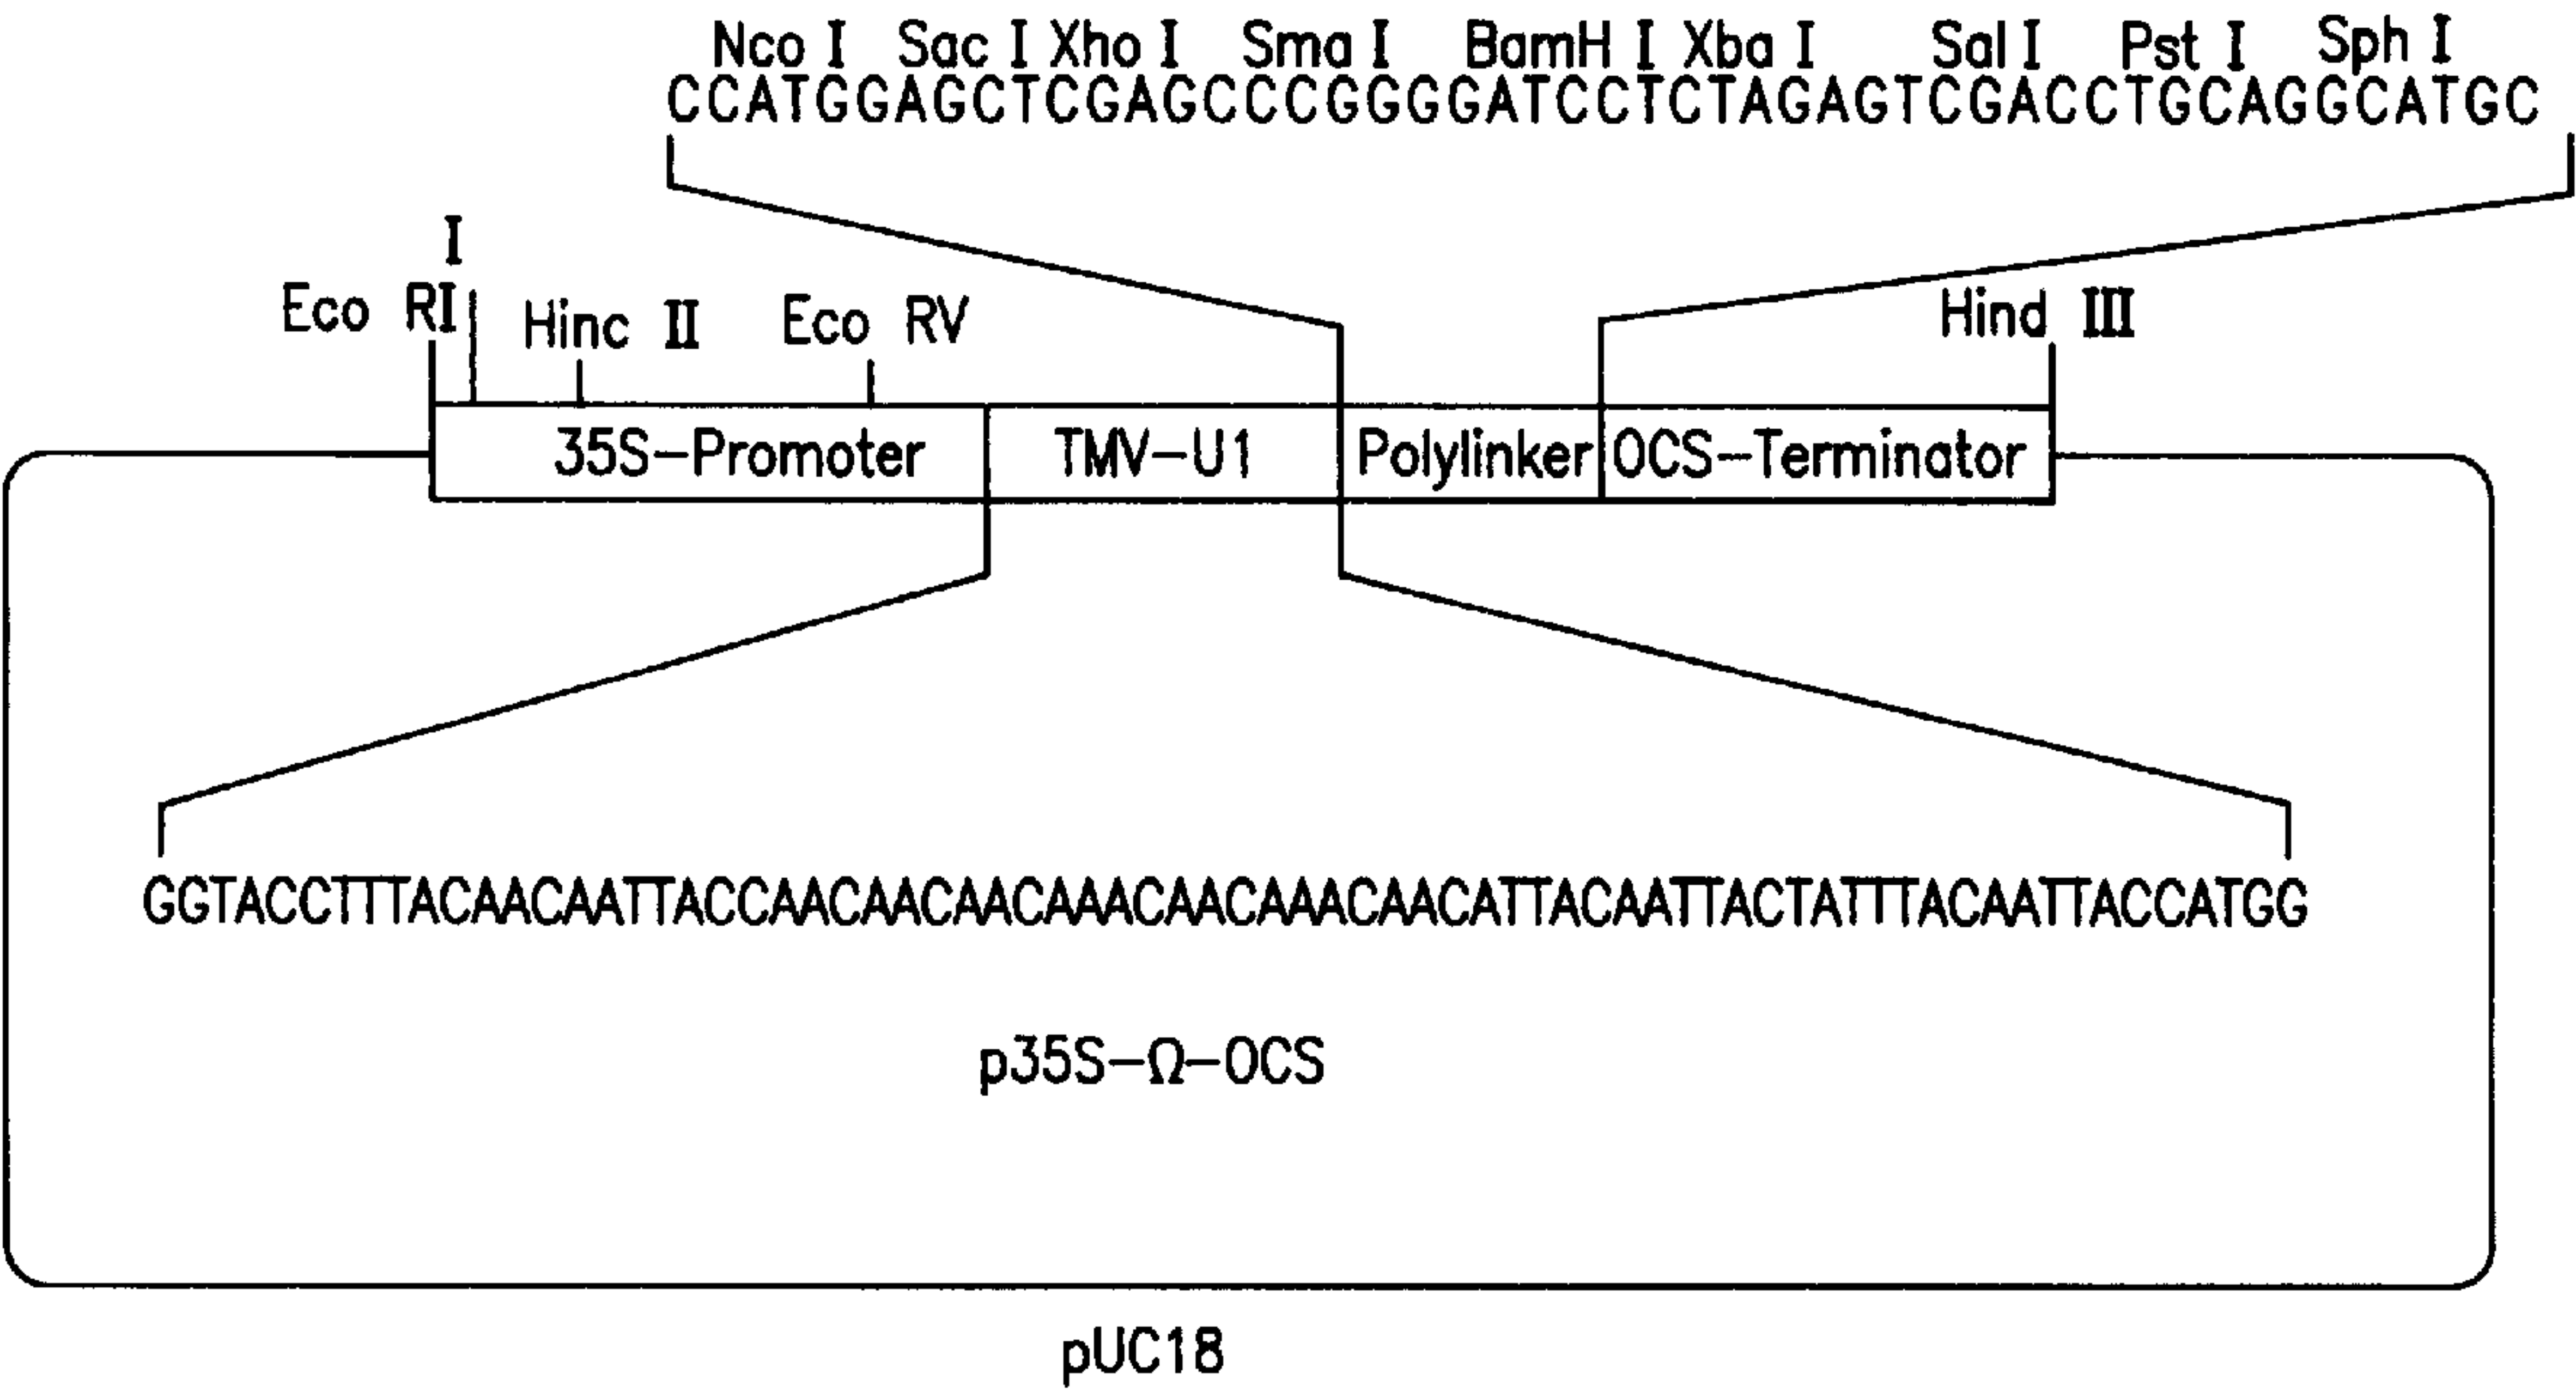 Nco I Sac I Xho I Sma I BamH I Xba I Sal I Pst I Sph I
CCATGGAGCTCGAGCCCGGGGATCCTCTAGAGTCGACCTGCAGGCATGC
I
Eco RI Hinc II Eco RV Hind III
35S-Promoter TMV-U1 Polylinker OCS-Terminator
GGTACCTTTACAACAATTACCAACAACAACAAACAACAAACAACATTACAATTACTATTTACAATTACCATGG
p35S-Ω-OCS
pUC18